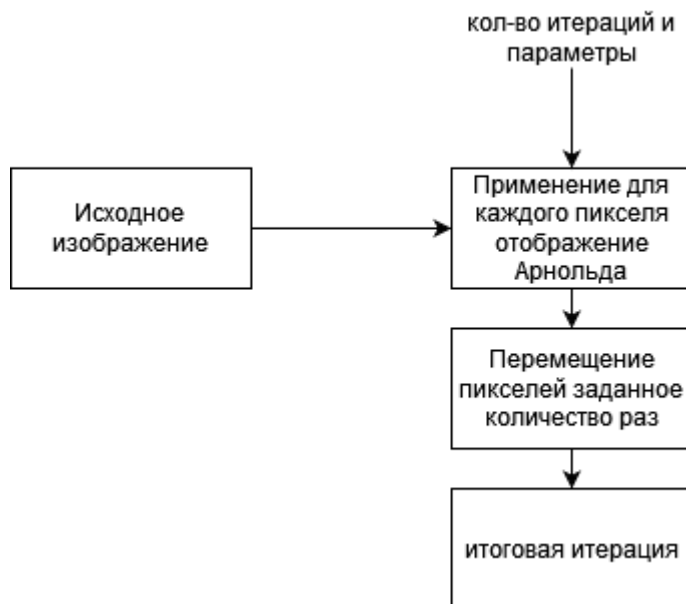 кол-во итераций и
параметры
Исходное
изображение
Применение для
каждого пикселя
отображение
Арнольда
Перемещение
пикселей заданное
количество раз
итоговая итерация